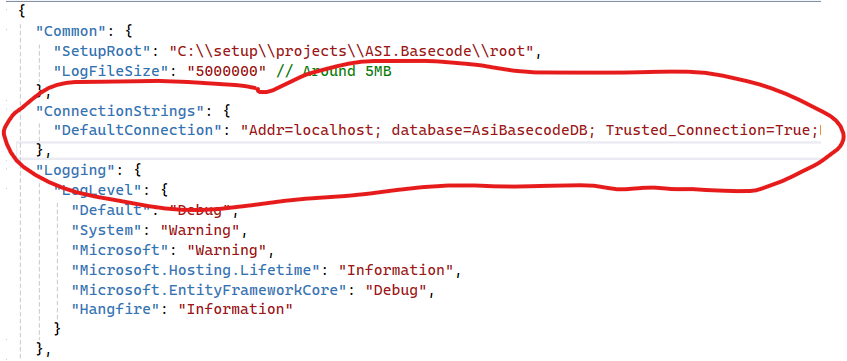 {
"Common": {
"SetupRoot": "C:\\setup\\projects\\ASI.Basecode\\root",
"LogFileSize": "5000000" // Around 5MB
},
"ConnectionStrings": {
"DefaultConnection": "Addr=localhost; database=AsiBasecodeDB; Trusted_Connection=True;
},
"Logging": {
"LogLevel": {
"Default": "Debug",
"System": "Warning",
"Microsoft": "Warning",
"Microsoft.Hosting.Lifetime": "Information",
"Microsoft.EntityFrameworkCore": "Debug",
"Hangfire": "Information"
}
},